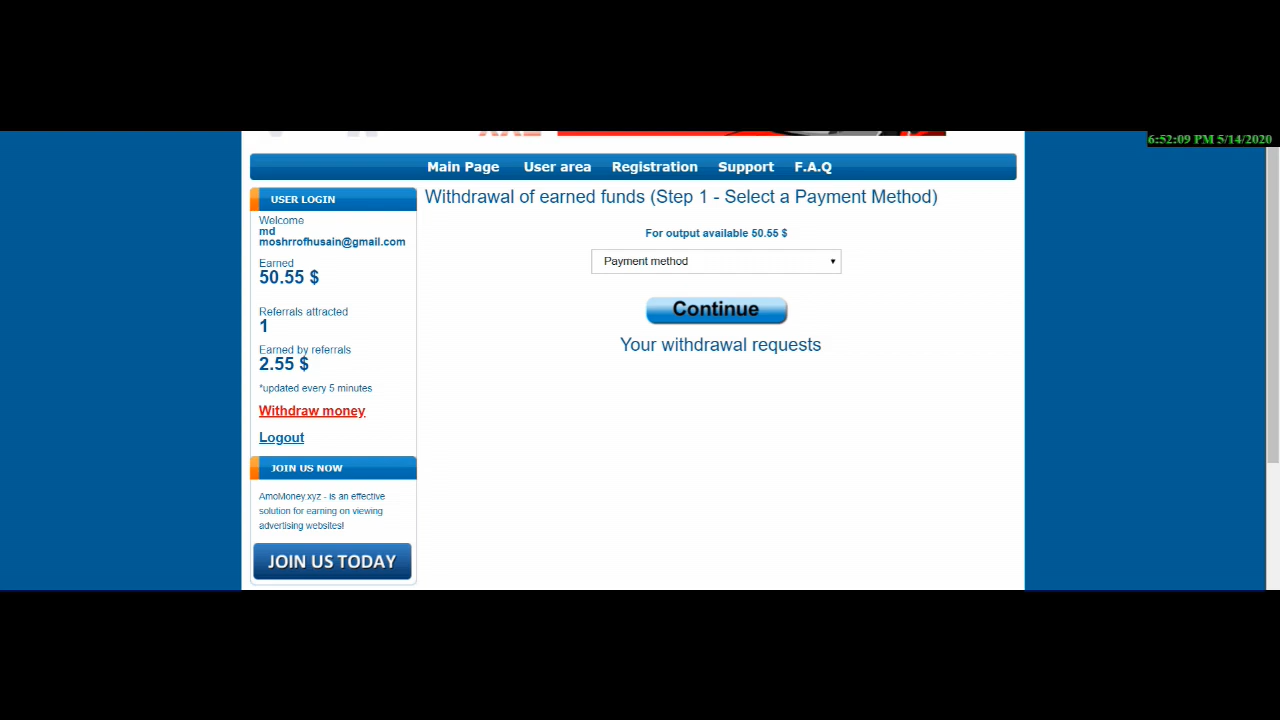 6:52:09 PM 5/14/2020
Main Page User area Registration Support F.A.Q
USER LOGIN
Welcome
md
moshrrofhusain@gmail.com
Earned
50.55 $
Referrals attracted
1
Earned by referrals
2.55 $
*updated every 5 minutes
Withdraw money
Logout
JOIN US NOW
AmoMoney.xyz - is an effective
solution for earning on viewing
advertising websites!
JOIN US TODAY
Withdrawal of earned funds (Step 1 - Select a Payment Method)
For output available 50.55 $
Payment method
Continue
Your withdrawal requests